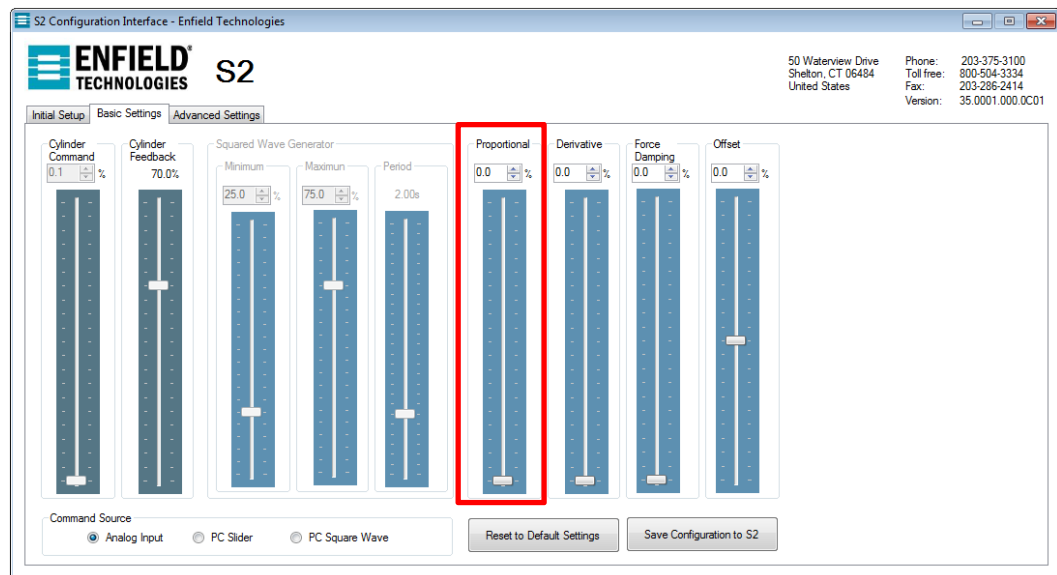 S2 Configuration Interface - Enfield Technologies
ENFIELD®
TECHNOLOGIES
S2
50 Waterview Drive
Shelton, CT 06484
United States
Phone: 203-375-3100
Toll free: 800-504-3334
Fax: 203-286-2414
Version: 35.0001.000.0C01
Initial Setup Basic Settings Advanced Settings
Cylinder Command
0.1 %
Cylinder Feedback
70.0%
Squared Wave Generator
Minimum
25.0 %
Maximun
75.0 %
Period
2.00s
Proportional
0.0 %
Derivative
0.0 %
Force Damping
0.0 %
Offset
0.0 %
Command Source
Analog Input PC Slider PC Square Wave
Reset to Default Settings
Save Configuration to S2